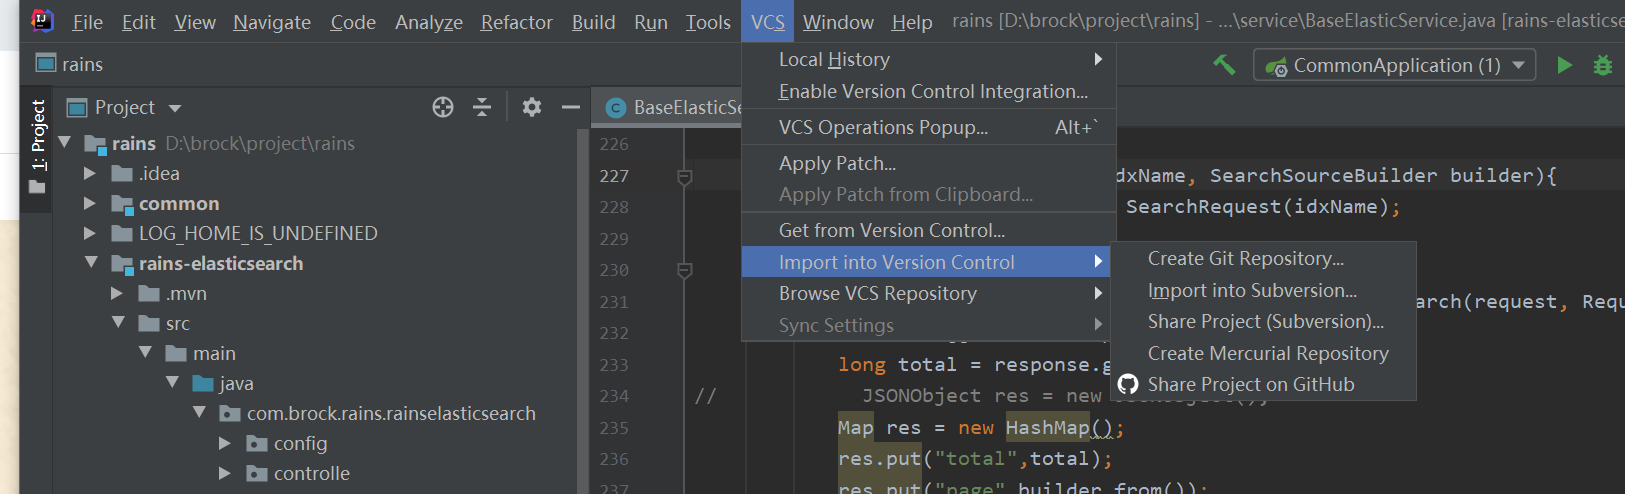 File Edit View Navigate Code Analyze Refactor Build Run Tools VCS Window Help rains [D:\brock\project\rains] - ...\service\BaseElasticService.java [rains-elasticse
rains
CommonApplication (1)
1: Project
Project
BaseElasticSe
rains D:\brock\project\rains
.idea
common
LOG_HOME_IS_UNDEFINED
rains-elasticsearch
.mvn
src
main
java
com.brock.rains.rainselasticsearch
config
controlle
Local History
Enable Version Control Integration...
VCS Operations Popup... Alt+`
Apply Patch...
Apply Patch from Clipboard...
Get from Version Control...
Import into Version Control
Browse VCS Repository
Sync Settings
Create Git Repository...
Import into Subversion...
Share Project (Subversion)...
Create Mercurial Repository
Share Project on GitHub
226
227 dxName, SearchSourceBuilder builder){
228 SearchRequest(idxName);
229
230
231 arch(request, Requ
232
233 long total = response.g
234 // JSONObject res = new JSONObject();
235 Map res = new HashMap();
236 res.put("total",total);
237 res.put("page",builder.from());